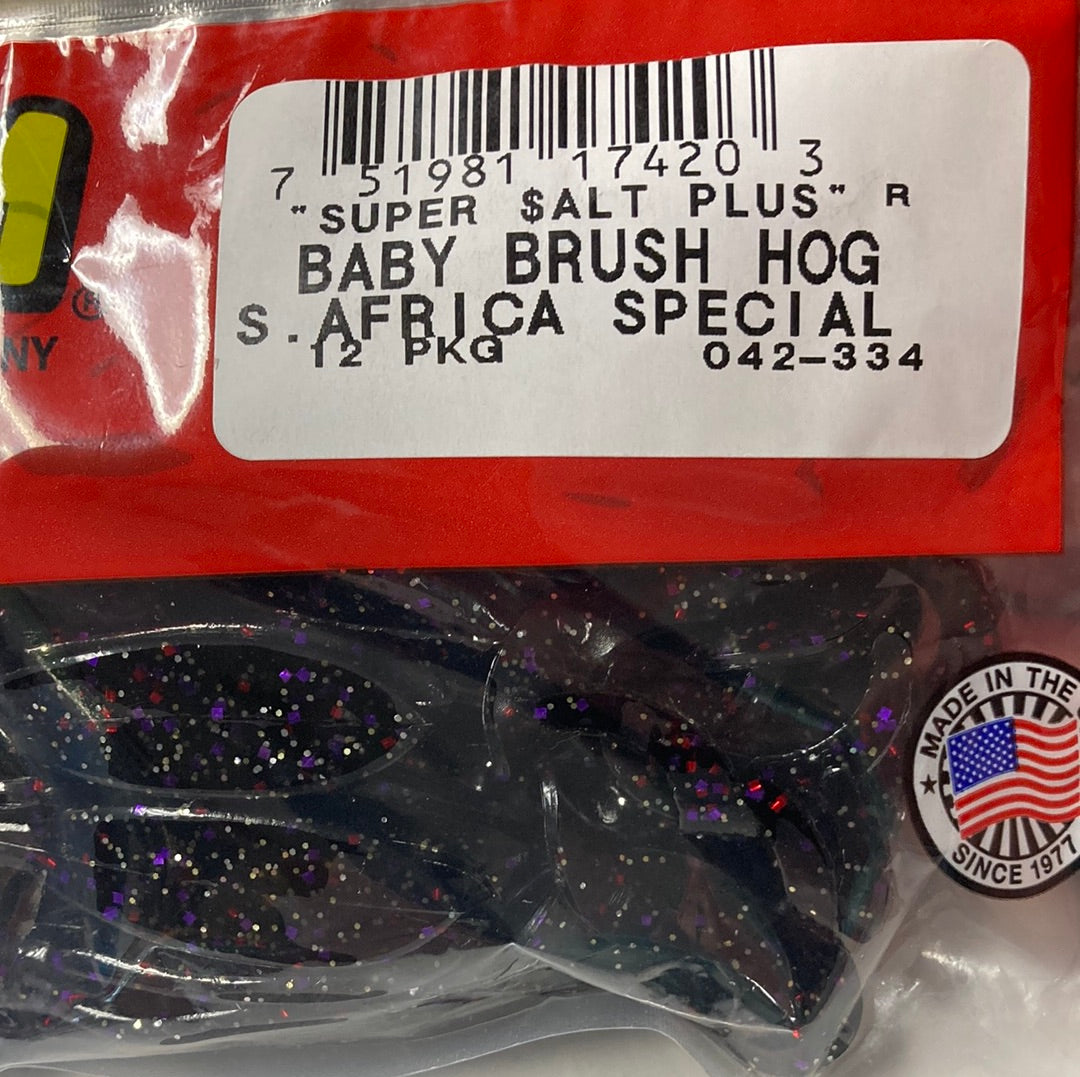 7 51981 17420 3
"SUPER $ALT PLUS" R
BABY BRUSH HOG
S.AFRICA SPECIAL
12 PKG 042-334
®
NY
MADE IN THE
★
SINCE 1977